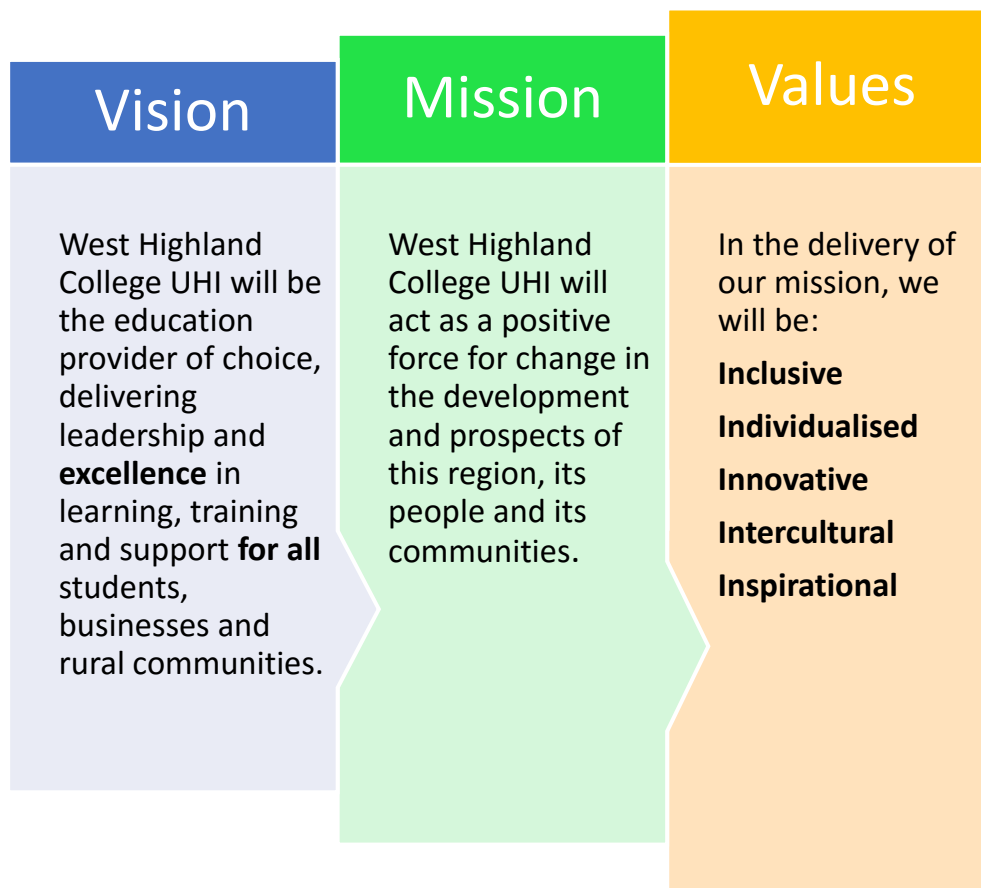 Vision
West Highland
College UHI will be
the education
provider of choice,
delivering
leadership and
excellence in
learning, training
and support for all
students,
businesses and
rural communities.
Mission
West Highland
College UHI will
act as a positive
force for change in
the development
and prospects of
this region, its
people and its
communities.
Values
In the delivery of
our mission, we
will be:
Inclusive
Individualised
Innovative
Intercultural
Inspirational